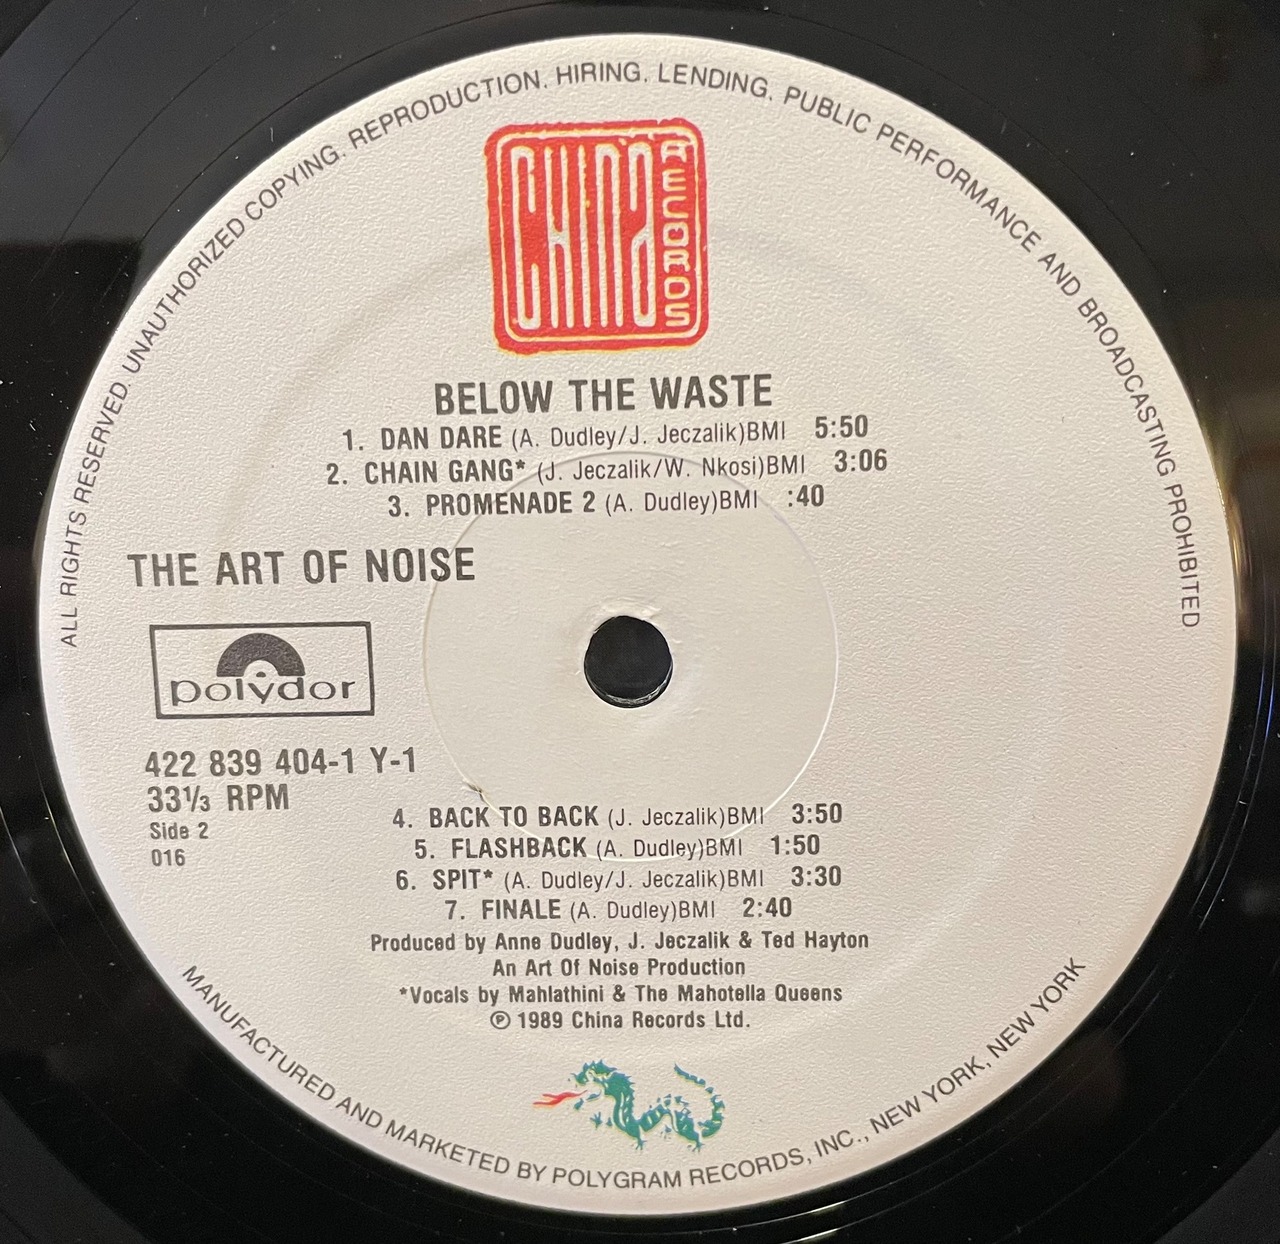 ALL RIGHTS RESERVED. UNAUTHORIZED COPYING. REPRODUCTION. HIRING. LENDING. PUBLIC PERFORMANCE AND BROADCASTING PROHIBITED
CHINA RECORDS
BELOW THE WASTE
1. DAN DARE (A. Dudley/J. Jeczalik)BMI 5:50
2. CHAIN GANG* (J. Jeczalik/W. Nkosi)BMI 3:06
3. PROMENADE 2 (A. Dudley)BMI :40
THE ART OF NOISE
polydor
422 839 404-1 Y-1
33⅓ RPM
Side 2
016
4. BACK TO BACK (J. Jeczalik)BMI 3:50
5. FLASHBACK (A. Dudley)BMI 1:50
6. SPIT* (A. Dudley/J. Jeczalik)BMI 3:30
7. FINALE (A. Dudley)BMI 2:40
Produced by Anne Dudley, J. Jeczalik & Ted Hayton
An Art Of Noise Production
*Vocals by Mahlathini & The Mahotella Queens
℗ 1989 China Records Ltd.
MANUFACTURED AND MARKETED BY POLYGRAM RECORDS, INC., NEW YORK, NEW YORK